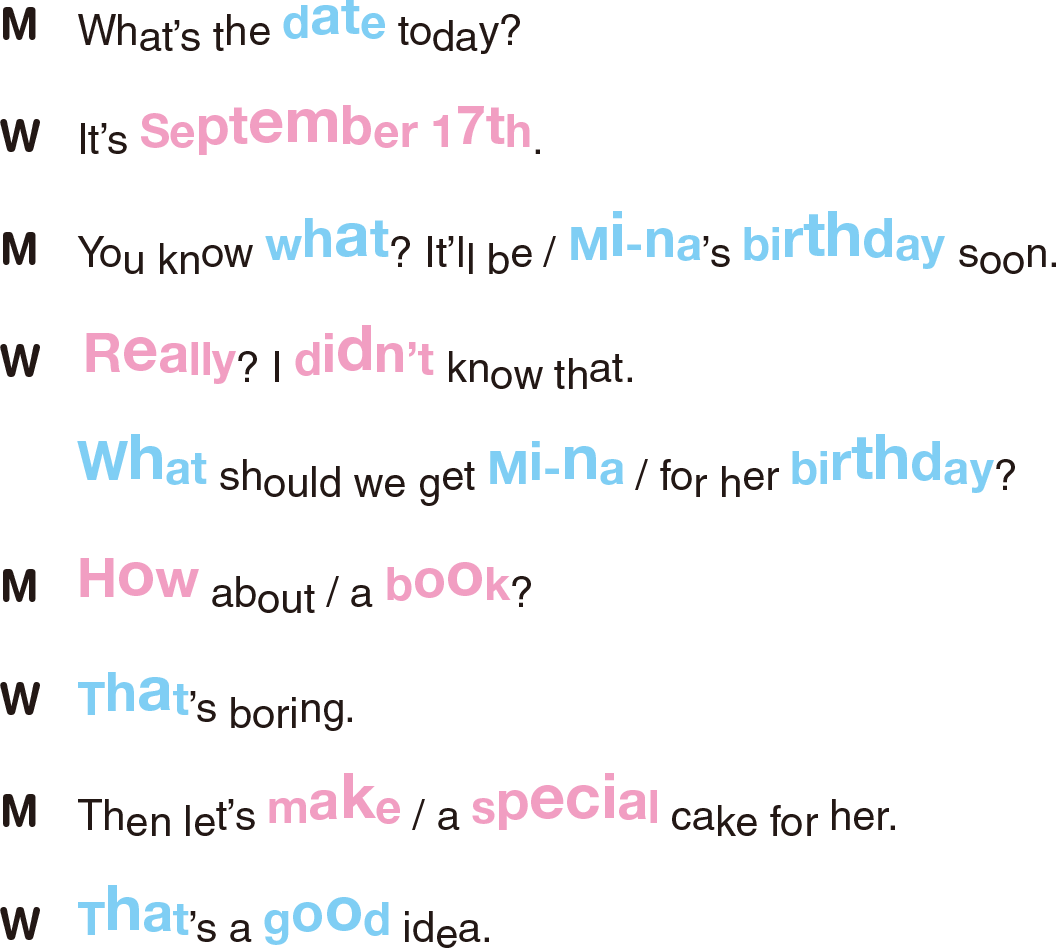 M What's the date today?
W It's September 17th.
M You know what? It'll be / Mi-na's birthday soon.
W Really? I didn't know that.
What should we get Mi-na / for her birthday?
M How about / a book?
W That's boring.
M Then let's make / a special cake for her.
W That's a good idea.